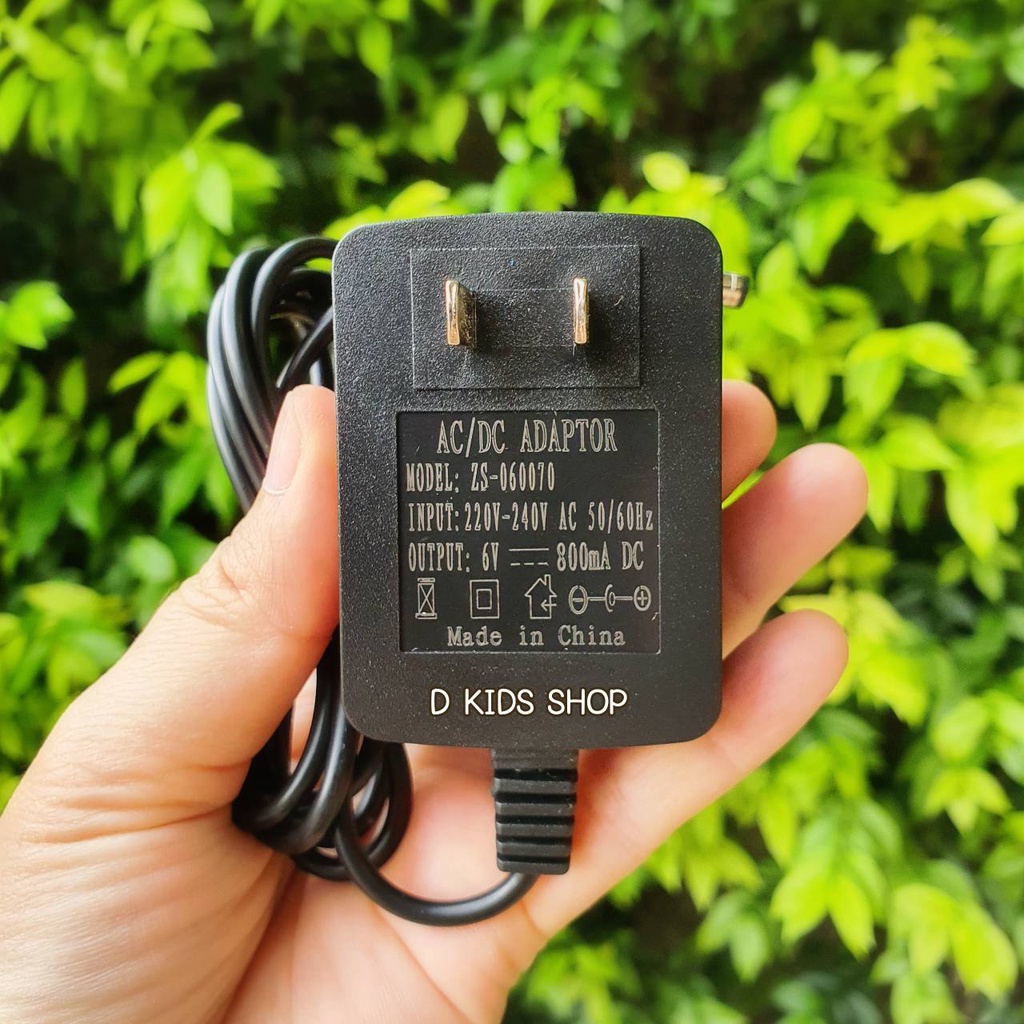 AC/DC ADAPTOR
MODEL: ZS-060070
INPUT: 220V-240V AC 50/60Hz
OUTPUT: 6V 800mA DC
Made in China
D KIDS SHOP